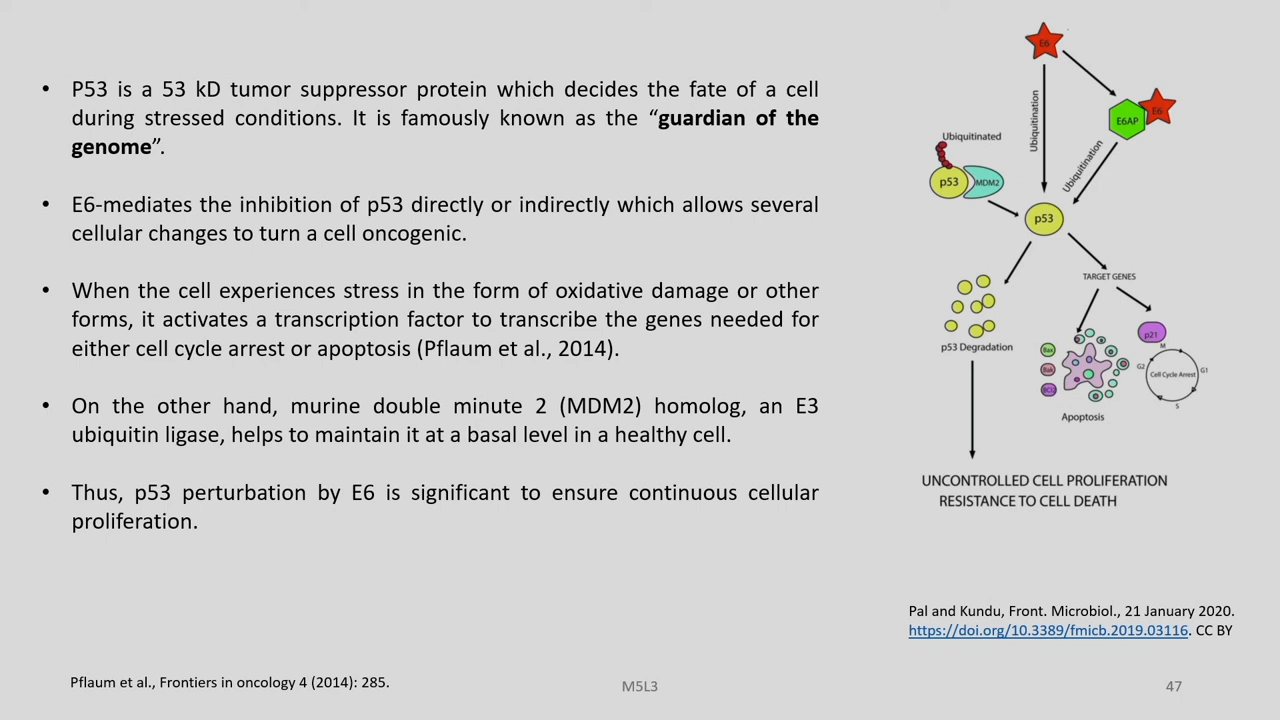 • P53 is a 53 kD tumor suppressor protein which decides the fate of a cell
during stressed conditions. It is famously known as the “guardian of the
genome”.
• E6-mediates the inhibition of p53 directly or indirectly which allows several
cellular changes to turn a cell oncogenic.
• When the cell experiences stress in the form of oxidative damage or other
forms, it activates a transcription factor to transcribe the genes needed for
either cell cycle arrest or apoptosis (Pflaum et al., 2014).
• On the other hand, murine double minute 2 (MDM2) homolog, an E3
ubiquitin ligase, helps to maintain it at a basal level in a healthy cell.
• Thus, p53 perturbation by E6 is significant to ensure continuous cellular
proliferation.
E6
E6
E6AP
Ubiquitination
Ubiquitination
Ubiquitinated
p53
MDM2
p53
TARGET GENES
p53 Degradation
p21
Bax
Bak
M
G2
Cell Cycle Arrest
G1
S
Apoptosis
UNCONTROLLED CELL PROLIFERATION
RESISTANCE TO CELL DEATH
Pal and Kundu, Front. Microbiol., 21 January 2020.
https://doi.org/10.3389/fmicb.2019.03116. CC BY
Pflaum et al., Frontiers in oncology 4 (2014): 285.
M5L3
47